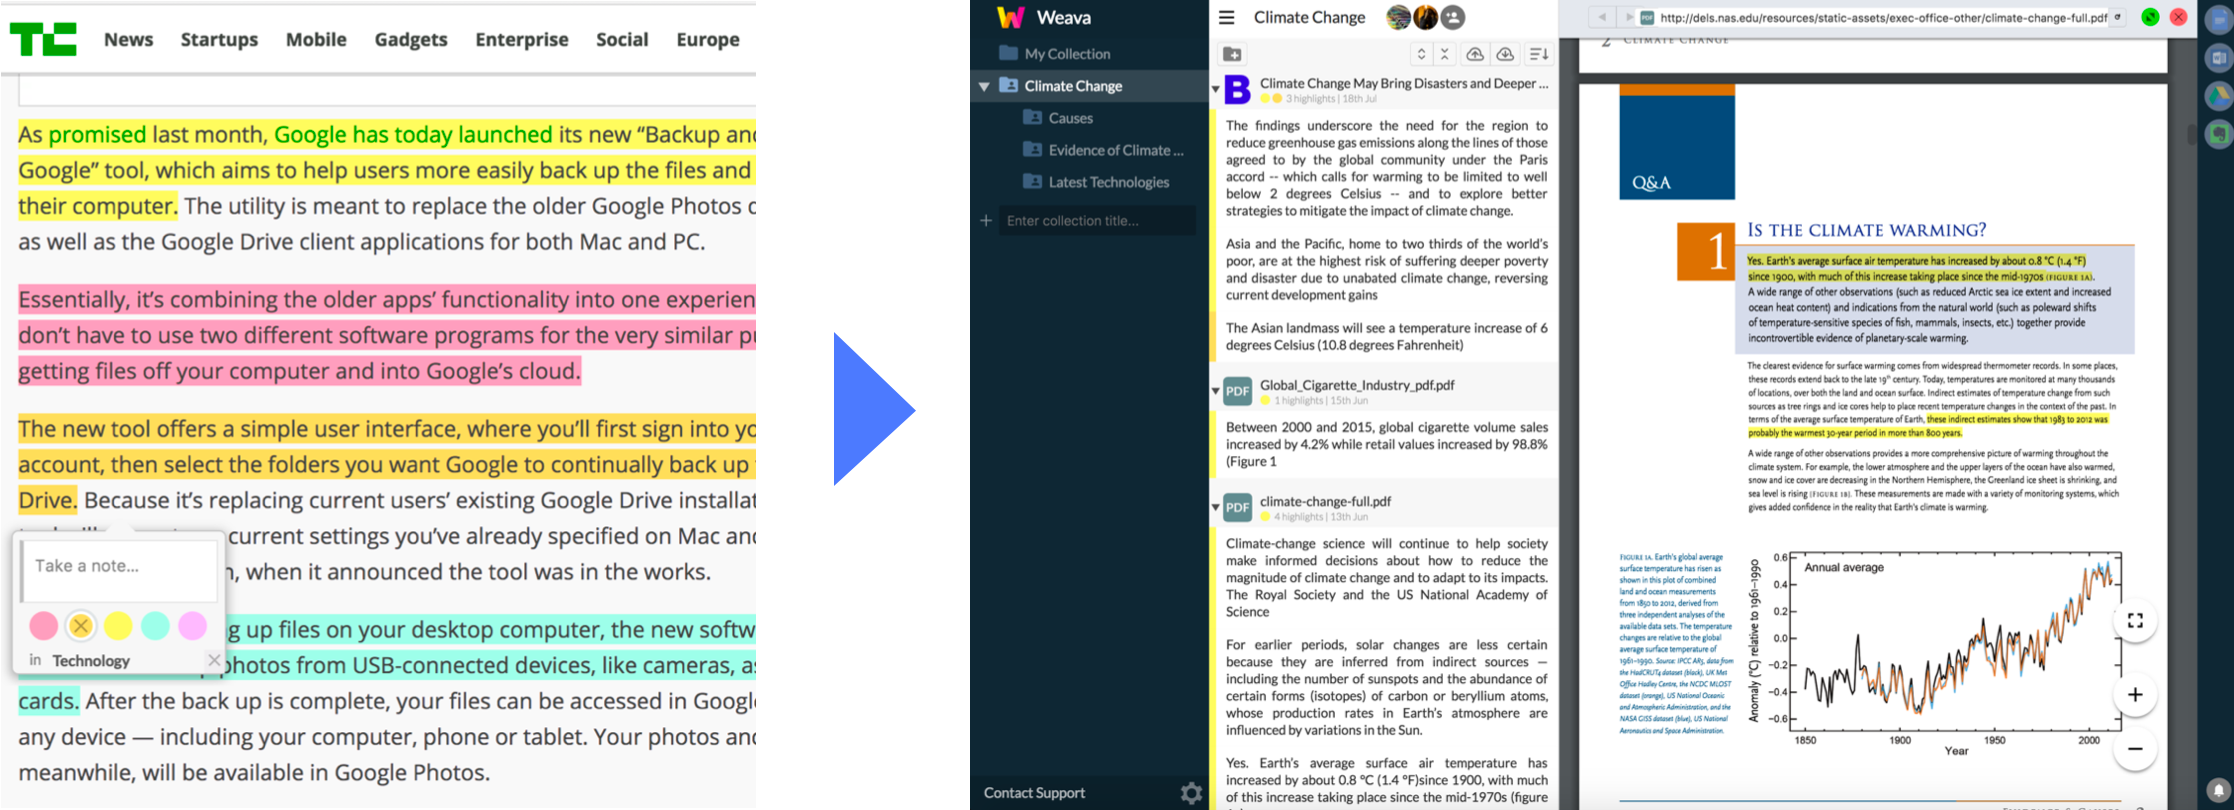 TC News Startups Mobile Gadgets Enterprise Social Europe
As promised last month, Google has today launched its new “Backup and
Google” tool, which aims to help users more easily back up the files and
their computer. The utility is meant to replace the older Google Photos
as well as the Google Drive client applications for both Mac and PC.
Essentially, it’s combining the older apps’ functionality into one
don’t have to use two different software programs for the very similar
getting files off your computer and into Google’s cloud.
The new tool offers a simple user interface, where you’ll first sign into
account, then select the folders you want Google to continually back up
Drive. Because it’s replacing current users’ existing Google Drive
current settings you’ve already specified on Mac and
, when it announced the tool was in the works.
Take a note...
in Technology
g up files on your desktop computer, the new
photos from USB-connected devices, like cameras,
cards. After the back up is complete, your files can be accessed in
any device — including your computer, phone or tablet. Your photos and
meanwhile, will be available in Google Photos.
Weava
My Collection
Climate Change
Causes
Evidence of Climate ...
Latest Technologies
+ Enter collection title...
Contact Support
Climate Change
B Climate Change May Bring Disasters and Deeper ...
3 highlights | 18th Jul
The findings underscore the need for the region to
reduce greenhouse gas emissions along the lines of those
agreed to by the global community under the Paris
accord -- which calls for warming to be limited to well
below 2 degrees Celsius -- and to explore better
strategies to mitigate the impact of climate change.
Asia and the Pacific, home to two thirds of the world’s
poor, are at the highest risk of suffering deeper poverty
and disaster due to unabated climate change, reversing
current development gains
The Asian landmass will see a temperature increase of 6
degrees Celsius (10.8 degrees Fahrenheit)
PDF Global_Cigarette_Industry_pdf.pdf
1 highlights | 15th Jun
Between 2000 and 2015, global cigarette volume sales
increased by 4.2% while retail values increased by 98.8%
(Figure 1
PDF climate-change-full.pdf
4 highlights | 13th Jun
Climate-change science will continue to help society
make informed decisions about how to reduce the
magnitude of climate change and to adapt to its impacts.
The Royal Society and the US National Academy of
Science
For earlier periods, solar changes are less certain
because they are inferred from indirect sources —
including the number of sunspots and the abundance of
certain forms (isotopes) of carbon or beryllium atoms,
whose production rates in Earth’s atmosphere are
influenced by variations in the Sun.
Yes. Earth’s average surface air temperature has
increased by about 0.8 °C (1.4 °F)since 1900, with much
of this increase taking place since the mid-1970s (figure
PDF http://dels.nas.edu/resources/static-assets/exec-office-other/climate-change-full.pdf
2 CLIMATE CHANGE
Q&A
1 IS THE CLIMATE WARMING?
Yes. Earth’s average surface air temperature has increased by about 0.8 °C (1.4 °F)
since 1900, with much of this increase taking place since the mid-1970s (FIGURE 1A).
A wide range of other observations (such as reduced Arctic sea ice extent and increased
ocean heat content) and indications from the natural world (such as poleward shifts
of temperature-sensitive species of fish, mammals, insects, etc.) together provide
incontrovertible evidence of planetary-scale warming.
The clearest evidence for surface warming comes from widespread thermometer records. In some places,
these records extend back to the late 19th century. Today, temperatures are monitored at many thousands
of locations, over both the land and ocean surface. Indirect estimates of temperature change from such
sources as tree rings and ice cores help to place recent temperature changes in the context of the past. In
terms of the average surface temperature of Earth, these indirect estimates show that 1983 to 2012 was
probably the warmest 30-year period in more than 800 years.
A wide range of other observations provides a more comprehensive picture of warming throughout the
climate system. For example, the lower atmosphere and the upper layers of the ocean have also warmed,
snow and ice cover are decreasing in the Northern Hemisphere, the Greenland ice sheet is shrinking, and
sea level is rising (FIGURE 1B). These measurements are made with a variety of monitoring systems, which
gives added confidence in the reality that Earth’s climate is warming.
FIGURE 1A. Earth’s global average
surface temperature has risen as
shown in this plot of combined
land and ocean measurements
from 1850 to 2012, derived from
three independent analyses of the
available data sets. The temperature
changes are relative to the global
average surface temperature of
1961–1990. Source: IPCC AR5, data from
the HadCRUT4 dataset (black), UK Met
Office Hadley Centre, the NCDC MLOST
dataset (orange), US National Oceanic
and Atmospheric Administration, and the
NASA GISS dataset (blue), US National
Aeronautics and Space Administration.
Anomaly (°C) relative to 1961–1990
Annual average
0.6
0.4
0.2
0.0
−0.2
−0.4
−0.6
1850 1900 1950 2000
Year